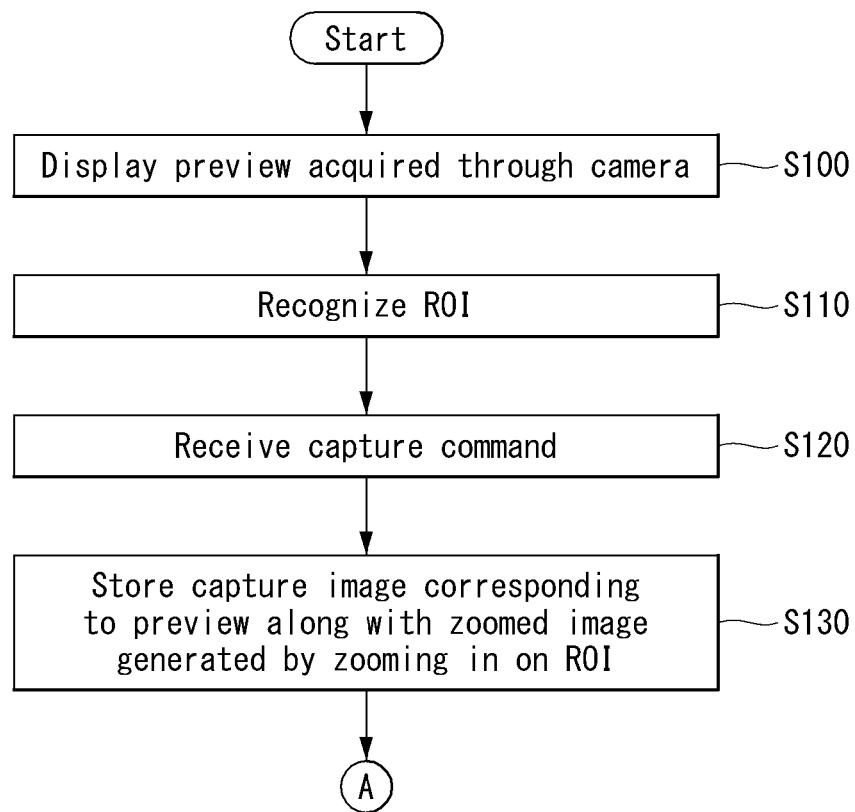 Start
Display preview acquired through camera
S100
Recognize ROI
S110
Receive capture command
S120
Store capture image corresponding
to preview along with zoomed image
generated by zooming in on ROI
S130
A